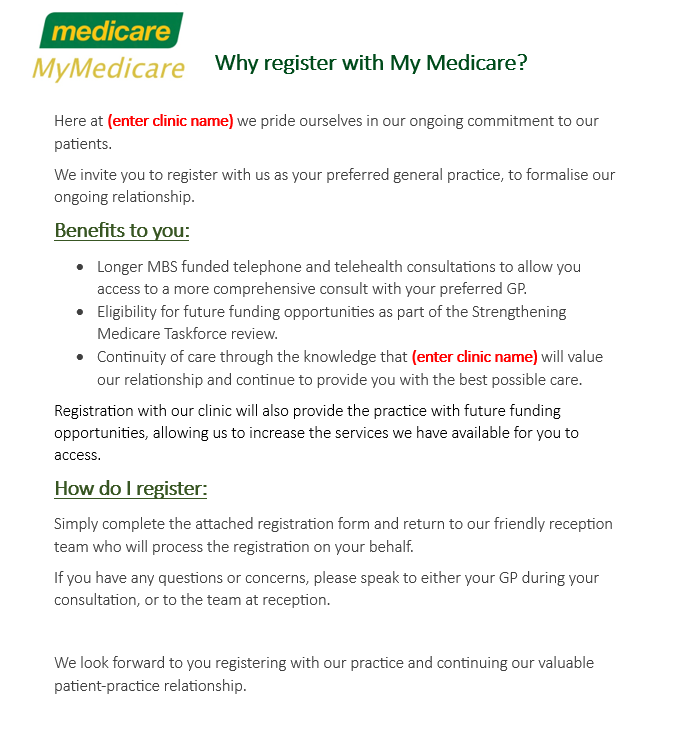 medicare
MyMedicare
Why register with My Medicare?
Here at (enter clinic name) we pride ourselves in our ongoing commitment to our
patients.
We invite you to register with us as your preferred general practice, to formalise our
ongoing relationship.
Benefits to you:
• Longer MBS funded telephone and telehealth consultations to allow you
access to a more comprehensive consult with your preferred GP.
• Eligibility for future funding opportunities as part of the Strengthening
Medicare Taskforce review.
• Continuity of care through the knowledge that (enter clinic name) will value
our relationship and continue to provide you with the best possible care.
Registration with our clinic will also provide the practice with future funding
opportunities, allowing us to increase the services we have available for you to
access.
How do I register:
Simply complete the attached registration form and return to our friendly reception
team who will process the registration on your behalf.
If you have any questions or concerns, please speak to either your GP during your
consultation, or to the team at reception.
We look forward to you registering with our practice and continuing our valuable
patient-practice relationship.